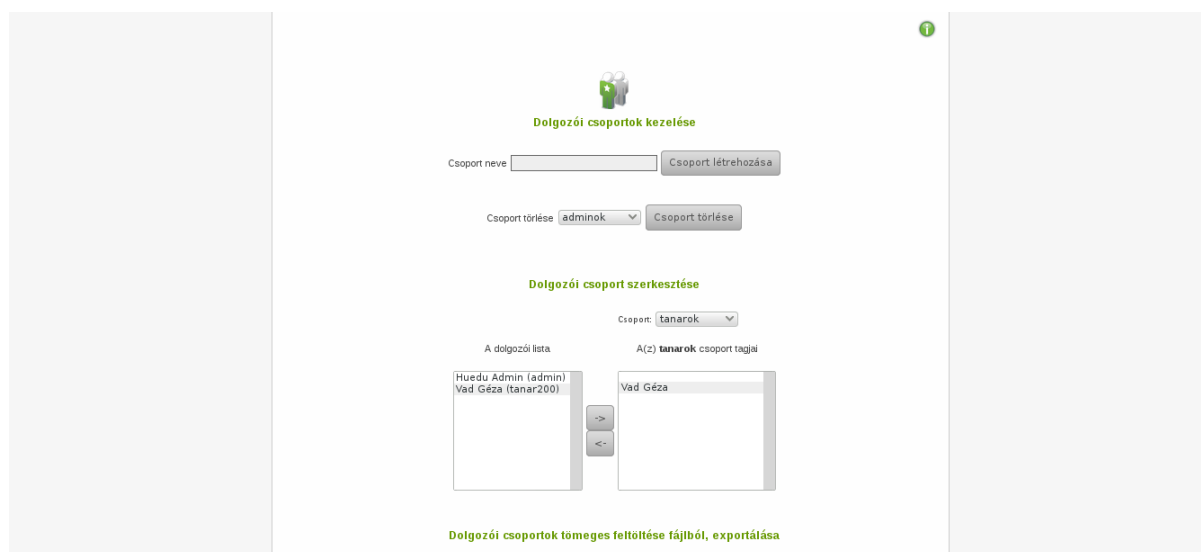 Dolgozói csoportok kezelése
Csoport neve Csoport létrehozása
Csoport törlése adminok Csoport törlése
Dolgozói csoport szerkesztése
Csoport: tanarok
A dolgozói lista A(z) tanarok csoport tagjai
Huedu Admin (admin)
Vad Géza (tanar200) Vad Géza
->
<-
Dolgozói csoportok tömeges feltöltése fájlból, exportálása